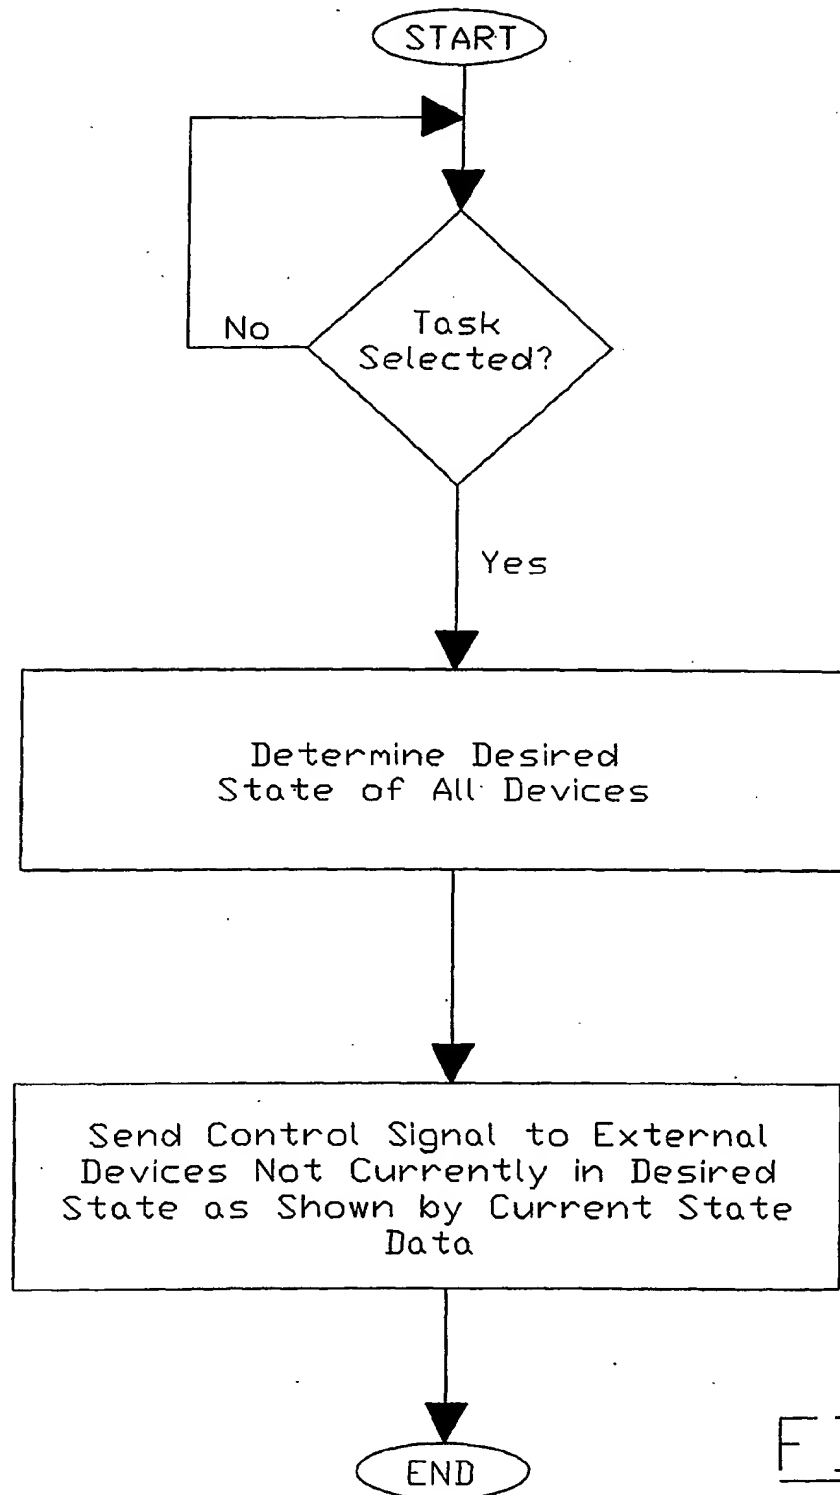 START
No
Task
Selected?
Yes
Determine Desired
State of All Devices
Send Control Signal to External
Devices Not Currently in Desired
State as Shown by Current State
Data
END